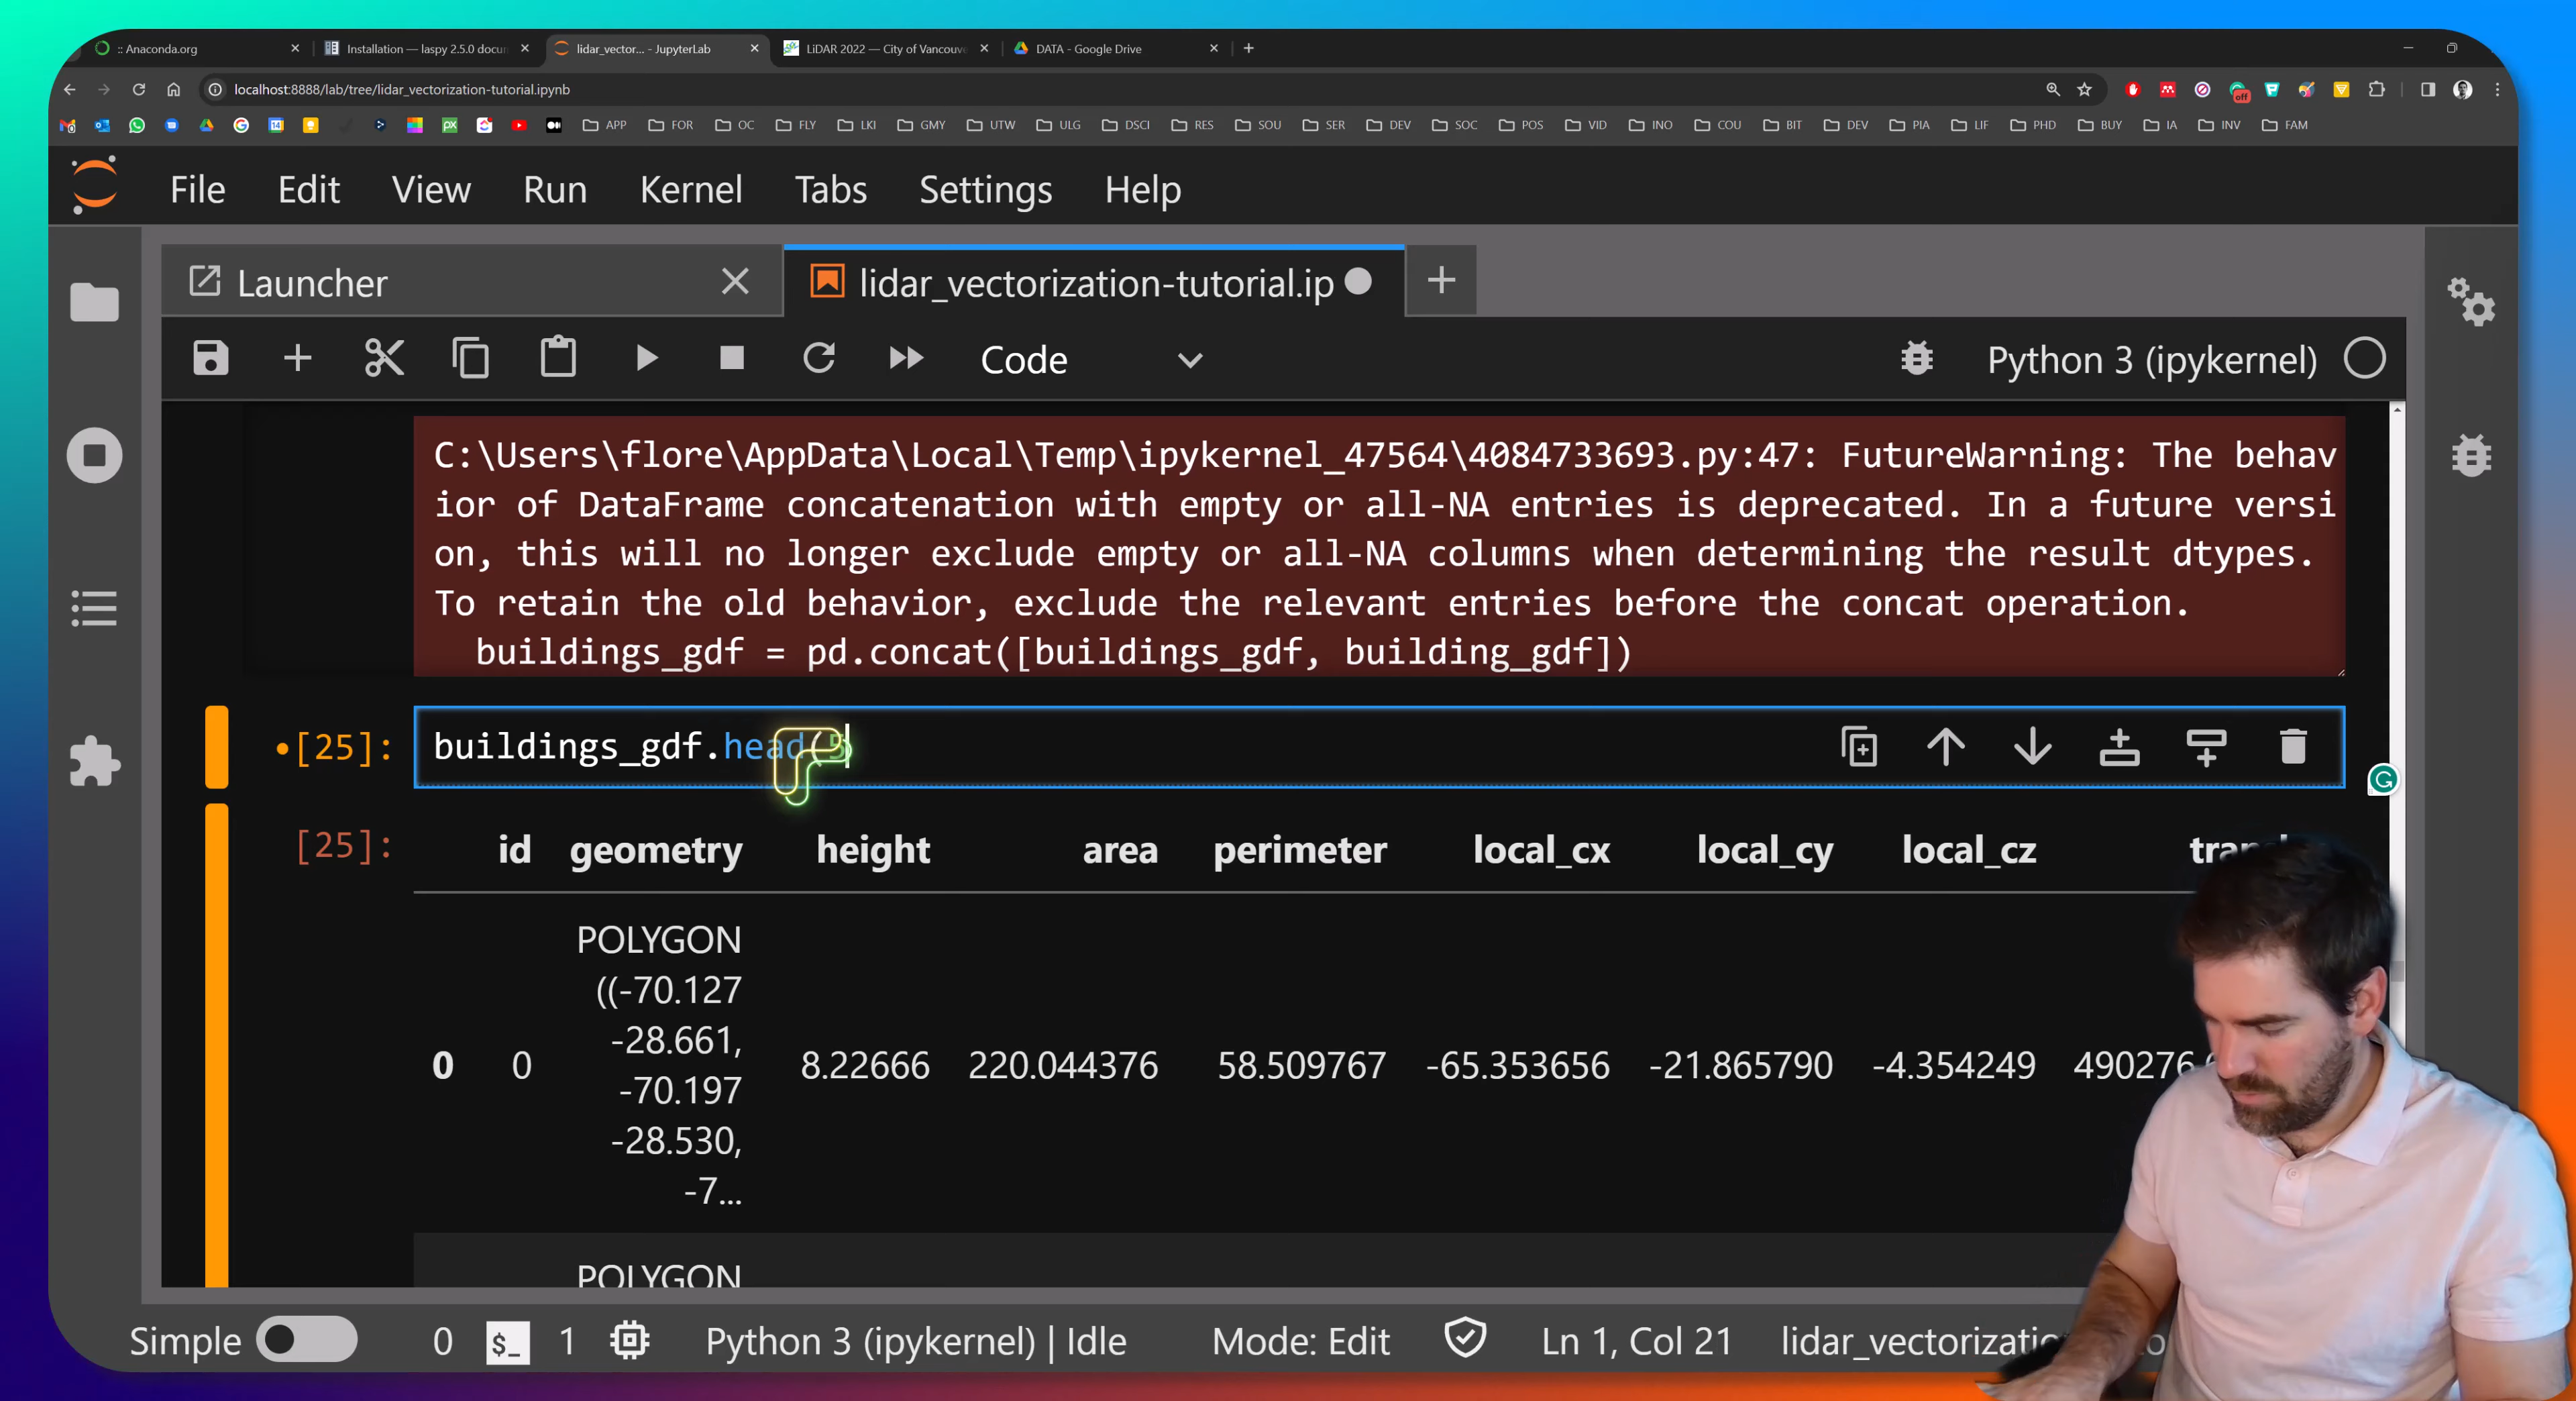 :: Anaconda.org
Installation — laspy 2.5.0 docun
lidar_vector... - JupyterLab
LiDAR 2022 — City of Vancouve
DATA - Google Drive
localhost:8888/lab/tree/lidar_vectorization-tutorial.ipynb
off
14
APP FOR OC FLY LKI GMY UTW ULG DSCI RES SOU SER DEV SOC POS VID INO COU BIT DEV PIA LIF PHD BUY IA INV FAM
File Edit View Run Kernel Tabs Settings Help
Launcher
lidar_vectorization-tutorial.ip
Code
Python 3 (ipykernel)
C:\Users\flore\AppData\Local\Temp\ipykernel_47564\4084733693.py:47: FutureWarning: The behav
ior of DataFrame concatenation with empty or all-NA entries is deprecated. In a future versi
on, this will no longer exclude empty or all-NA columns when determining the result dtypes.
To retain the old behavior, exclude the relevant entries before the concat operation.
buildings_gdf = pd.concat([buildings_gdf, building_gdf])
[25]:
buildings_gdf.head(5
[25]:
id geometry height area perimeter local_cx local_cy local_cz
POLYGON
((-70.127
-28.661,
-70.197
-28.530,
-7...
0 0 8.22666 220.044376 58.509767 -65.353656 -21.865790 -4.354249 490276.
POLYGON
Simple 0 $_ 1 Python 3 (ipykernel) | Idle Mode: Edit Ln 1, Col 21 lidar_vectorizatio